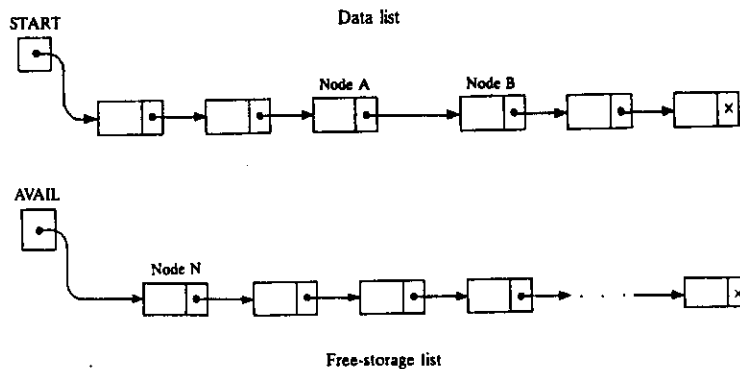 Data list
START
Node A
Node B
x
AVAIL
Node N
x
Free-storage list